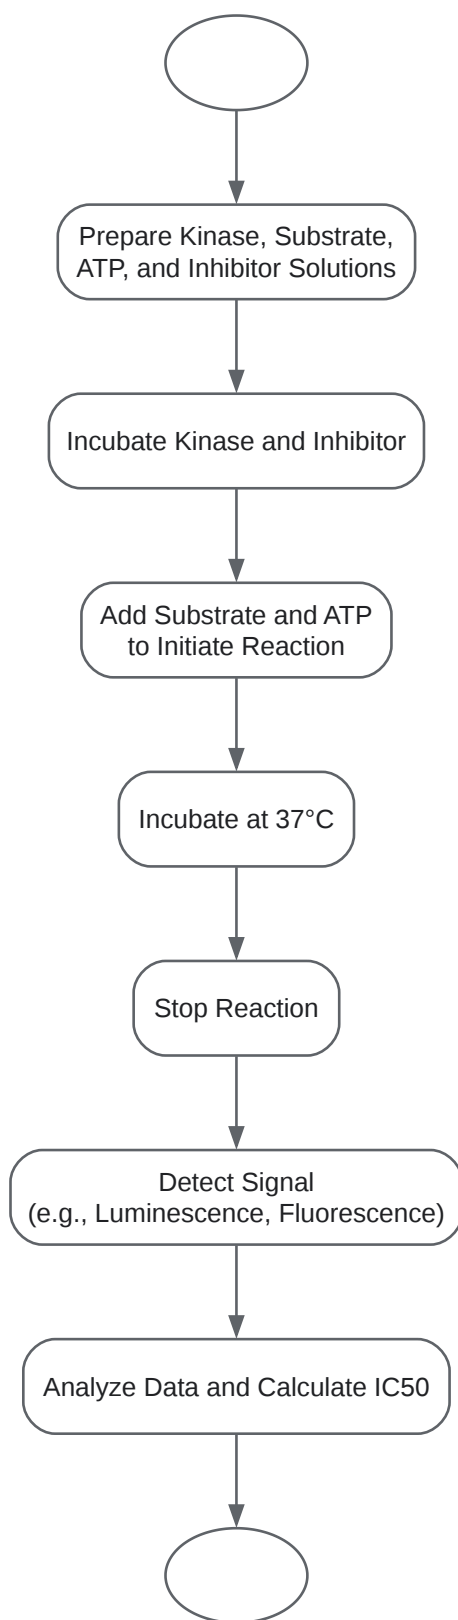 Prepare Kinase, Substrate,
ATP, and Inhibitor Solutions
Incubate Kinase and Inhibitor
Add Substrate and ATP
to Initiate Reaction
Incubate at 37°C
Stop Reaction
Detect Signal
(e.g., Luminescence, Fluorescence)
Analyze Data and Calculate IC50